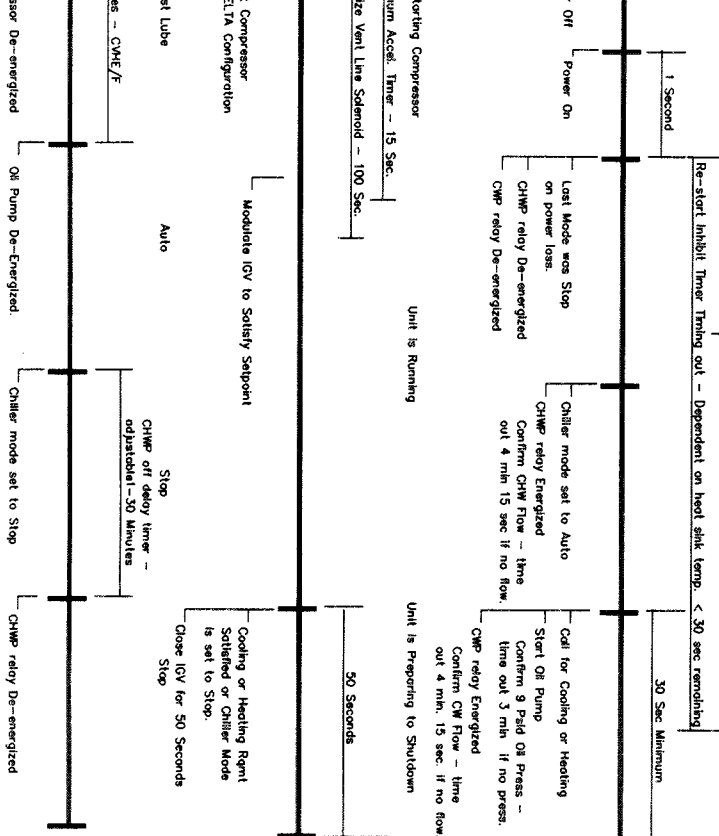 Re-start Inhibit Timer Timing out – Dependent on heat sink temp. < 30 sec remaining
1 Second
30 Sec Minimum
r Off
Power On
Last Mode was Stop
on power loss.
CHWP relay De-energized
CWP relay De-energized
Chiller mode set to Auto
CHWP relay Energized
Confirm CHW Flow – time
out 4 min 15 sec if no flow.
Call for Cooling or Heating
Start Oil Pump
Confirm 9 Psid Oil Press –
time out 3 min. if no press.
CWP relay Energized
Confirm CW Flow – time
out 4 min. 15 sec. if no flow
tarting Compressor
Unit is Running
Unit is Preparing to Shutdown
um Accel. Timer – 15 Sec.
ize Vent Line Solenoid – 100 Sec.
50 Seconds
Compressor
ELTA Configuration
Modulate IGV to Satisfy Setpoint
Cooling or Heating Rqmt
Satisfied or Chiller Mode
is set to Stop.
Close IGV for 50 Seconds
st Lube
Auto
Stop
Stop
CHWP off delay timer –
adjustable1–30 Minutes
es – CVHE/F
ssor De-energized
Oil Pump De-Energized.
Chiller mode set to Stop
CHWP relay De-energized